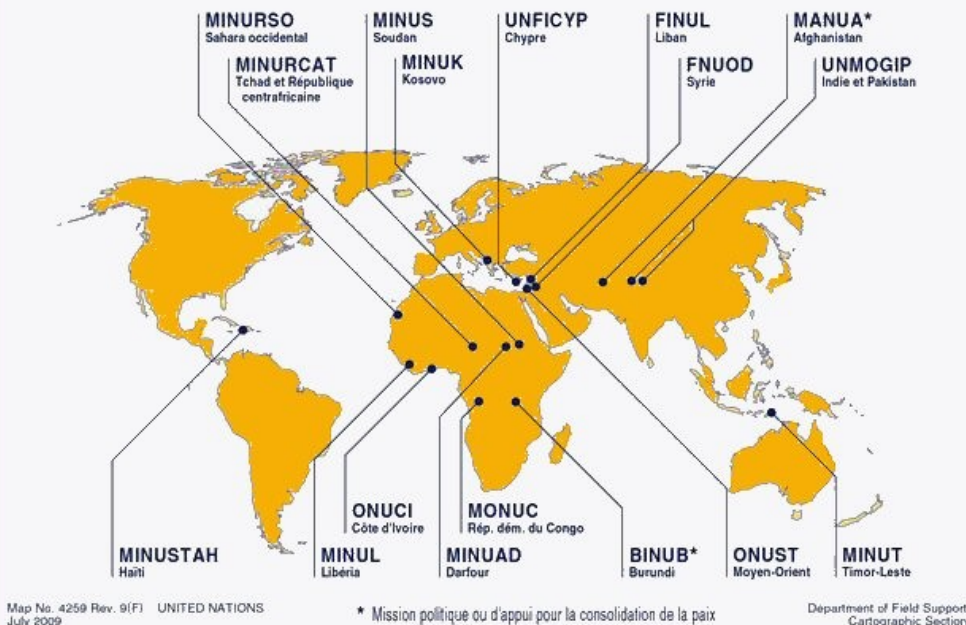 MINURSO
Sahara occidental
MINUS
Soudan
UNFICYP
Chypre
FINUL
Liban
MANUA*
Afghanistan
MINURCAT
Tchad et République
centrafricaine
MINUK
Kosovo
FNUOD
Syrie
UNMOGIP
Indie et Pakistan
ONUCI
Côte d'Ivoire
MONUC
Rép. dém. du Congo
MINUSTAH
Haïti
MINUL
Libéria
MINUAD
Darfour
BINUB*
Burundi
ONUST
Moyen-Orient
MINUT
Timor-Leste
Map No. 4259 Rev. 9(F) UNITED NATIONS
July 2009
* Mission politique ou d'appui pour la consolidation de la paix
Department of Field Support
Cartographic Section